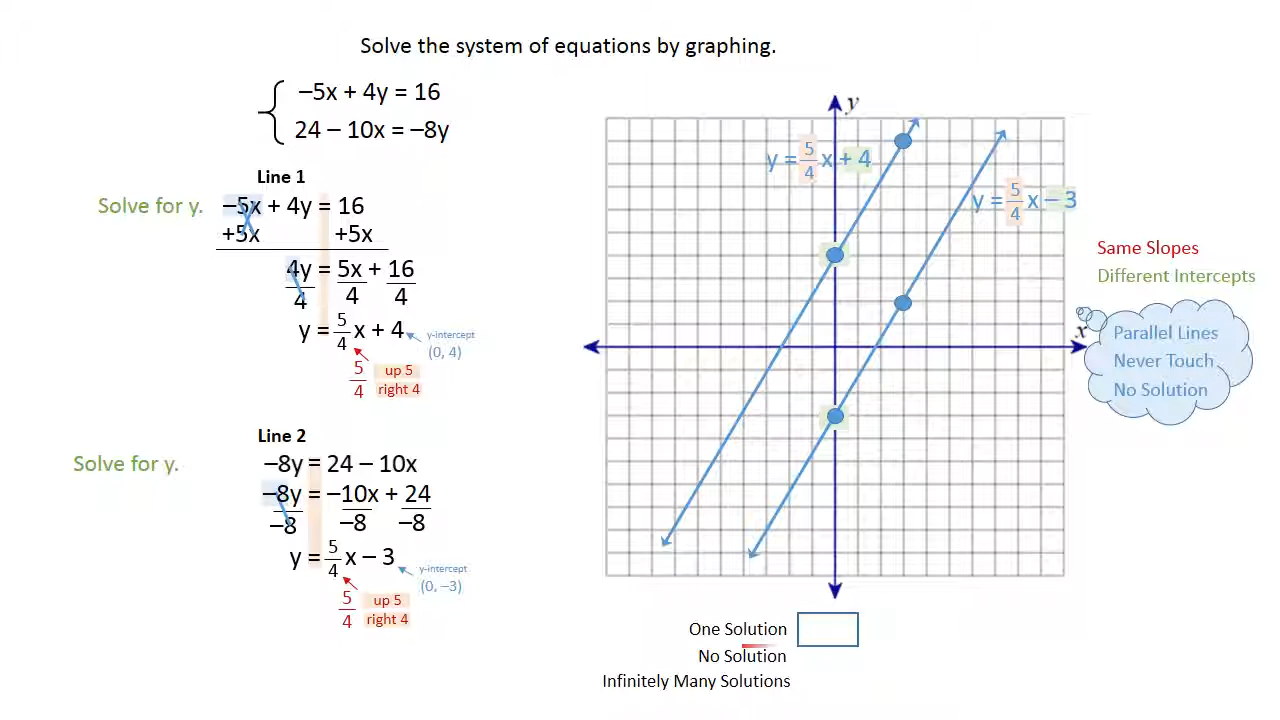 Solve the system of equations by graphing.
–5x + 4y = 16
24 – 10x = –8y
Line 1
Solve for y.
–5x + 4y = 16
+5x +5x
4y = 5x + 16
4 4 4
y = 5/4 x + 4
y-intercept
(0, 4)
5/4
up 5
right 4
Line 2
Solve for y.
–8y = 24 – 10x
–8y = –10x + 24
–8 –8 –8
y = 5/4 x – 3
y-intercept
(0, –3)
5/4
up 5
right 4
y
y = 5/4 x + 4
y = 5/4 x – 3
x
Same Slopes
Different Intercepts
Parallel Lines
Never Touch
No Solution
One Solution
No Solution
Infinitely Many Solutions